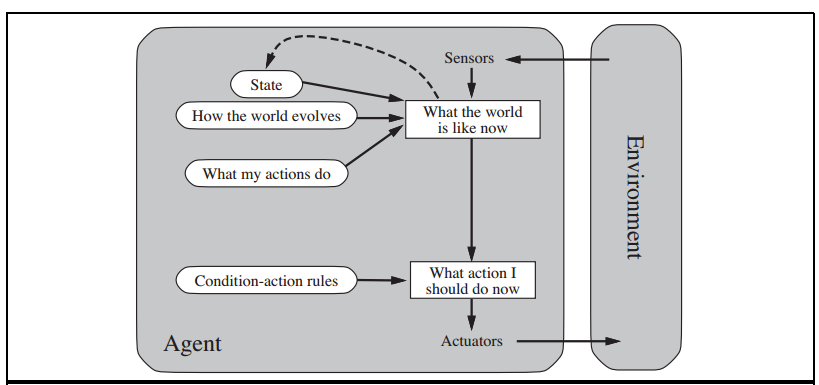 Sensors
State
How the world evolves
What the world
is like now
What my actions do
Environment
Condition-action rules
What action I
should do now
Agent
Actuators